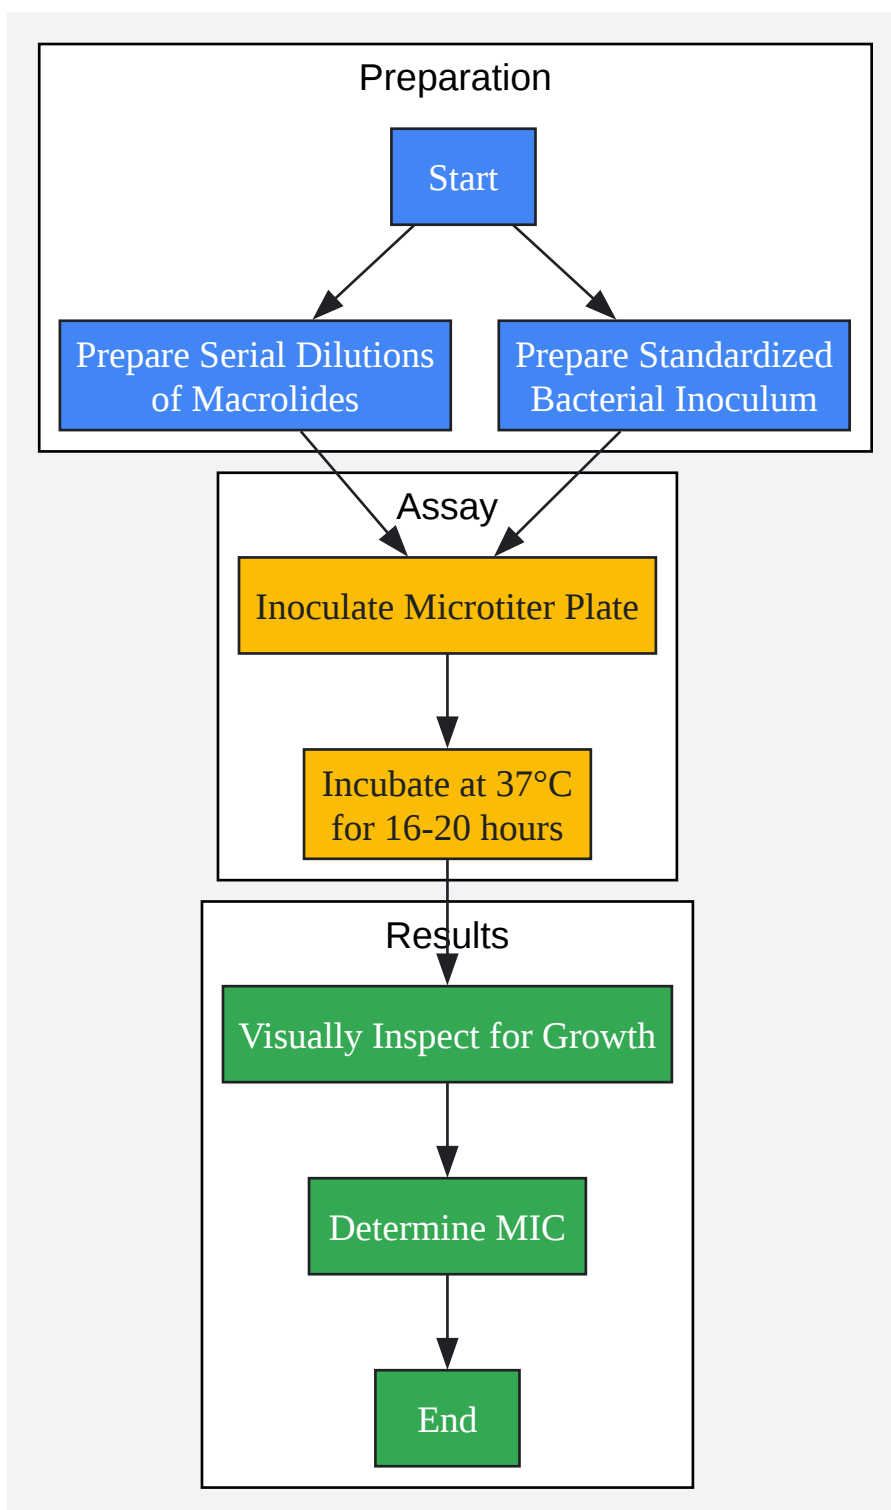 Preparation
Start
Prepare Serial Dilutions
of Macrolides
Prepare Standardized
Bacterial Inoculum
Assay
Inoculate Microtiter Plate
Incubate at 37°C
for 16-20 hours
Results
Visually Inspect for Growth
Determine MIC
End